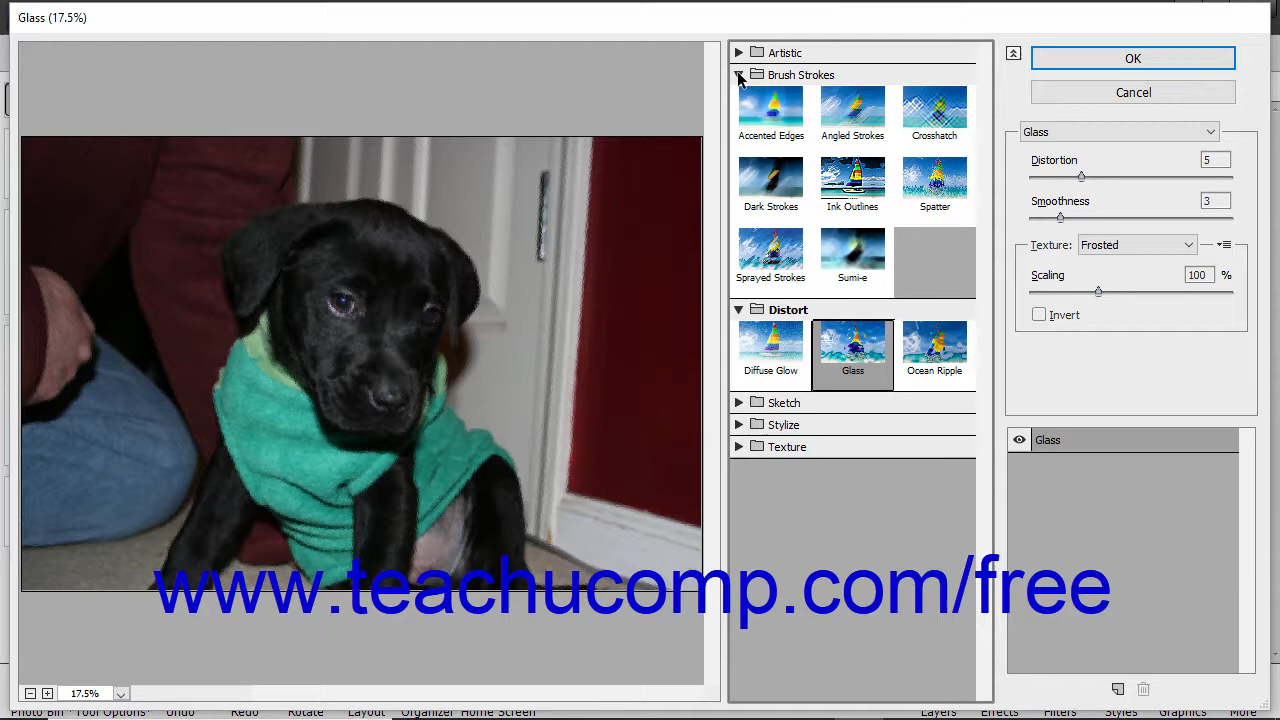 Glass (17.5%)
Artistic
Brush Strokes
Accented Edges
Angled Strokes
Crosshatch
Dark Strokes
Ink Outlines
Spatter
Sprayed Strokes
Sumi-e
Distort
Diffuse Glow
Glass
Ocean Ripple
Sketch
Stylize
Texture
OK
Cancel
Glass
Distortion 5
Smoothness 3
Texture: Frosted
Scaling 100 %
Invert
Glass
www.teachucomp.com/free
17.5%
Photo Bin Tool Options Undo Redo Rotate Layout Organizer Home Screen Layers Effects Filters Styles Graphics More